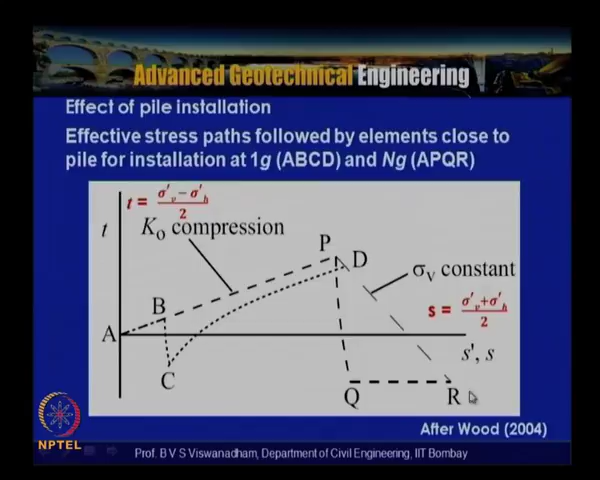 Advanced Geotechnical Engineering
Effect of pile installation
Effective stress paths followed by elements close to
pile for installation at 1g (ABCD) and Ng (APQR)
t = σ'v − σ'h / 2
t
K₀ compression
P
D
σv constant
B
s = σ'v + σ'h / 2
A
s', s
C
Q
R
NPTEL
After Wood (2004)
Prof. B V S Viswanadham, Department of Civil Engineering, IIT Bombay